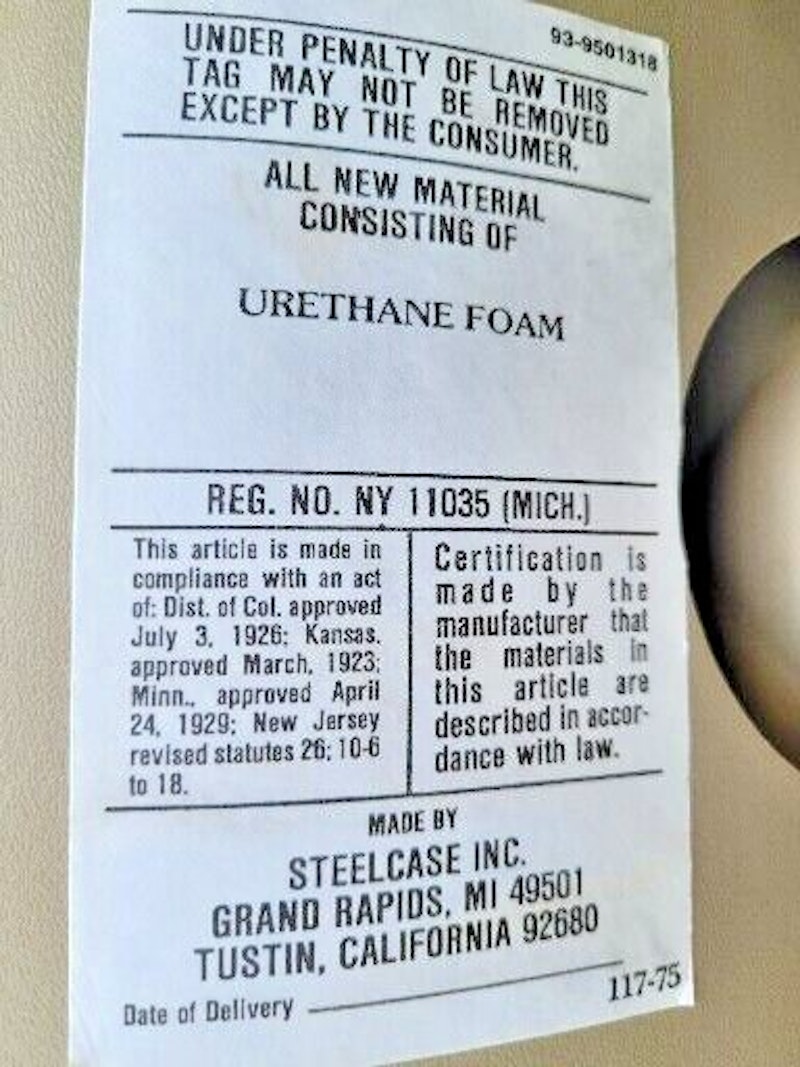 93-9501318
UNDER PENALTY OF LAW THIS
TAG MAY NOT BE REMOVED
EXCEPT BY THE CONSUMER.
ALL NEW MATERIAL
CONSISTING OF
URETHANE FOAM
REG. NO. NY 11035 (MICH.)
This article is made in
compliance with an act
of: Dist. of Col. approved
July 3, 1926; Kansas,
approved March, 1923;
Minn., approved April
24, 1929; New Jersey
revised statutes 26: 10-6
to 18.
Certification is
made by the
manufacturer that
the materials in
this article are
described in accor-
dance with law.
MADE BY
STEELCASE INC.
GRAND RAPIDS, MI 49501
TUSTIN, CALIFORNIA 92680
Date of Delivery
117-75